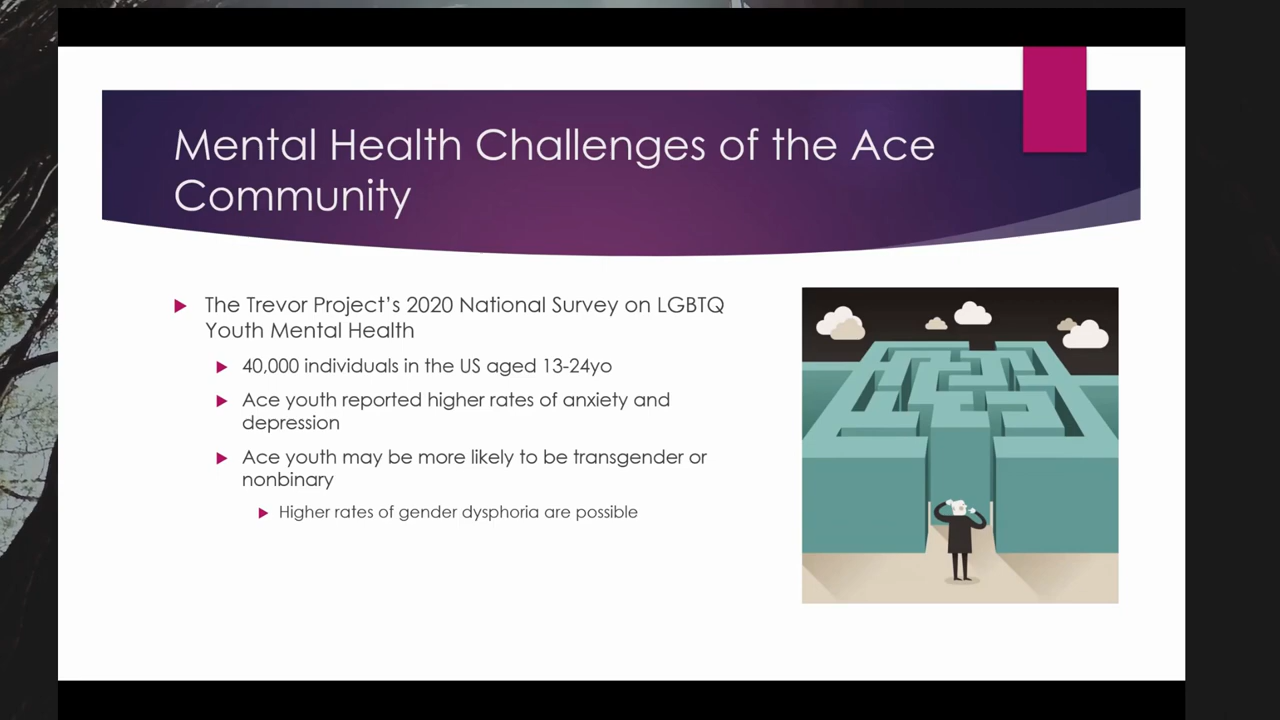 Mental Health Challenges of the Ace
Community
The Trevor Project's 2020 National Survey on LGBTQ
Youth Mental Health
40,000 individuals in the US aged 13-24yo
Ace youth reported higher rates of anxiety and
depression
Ace youth may be more likely to be transgender or
nonbinary
Higher rates of gender dysphoria are possible